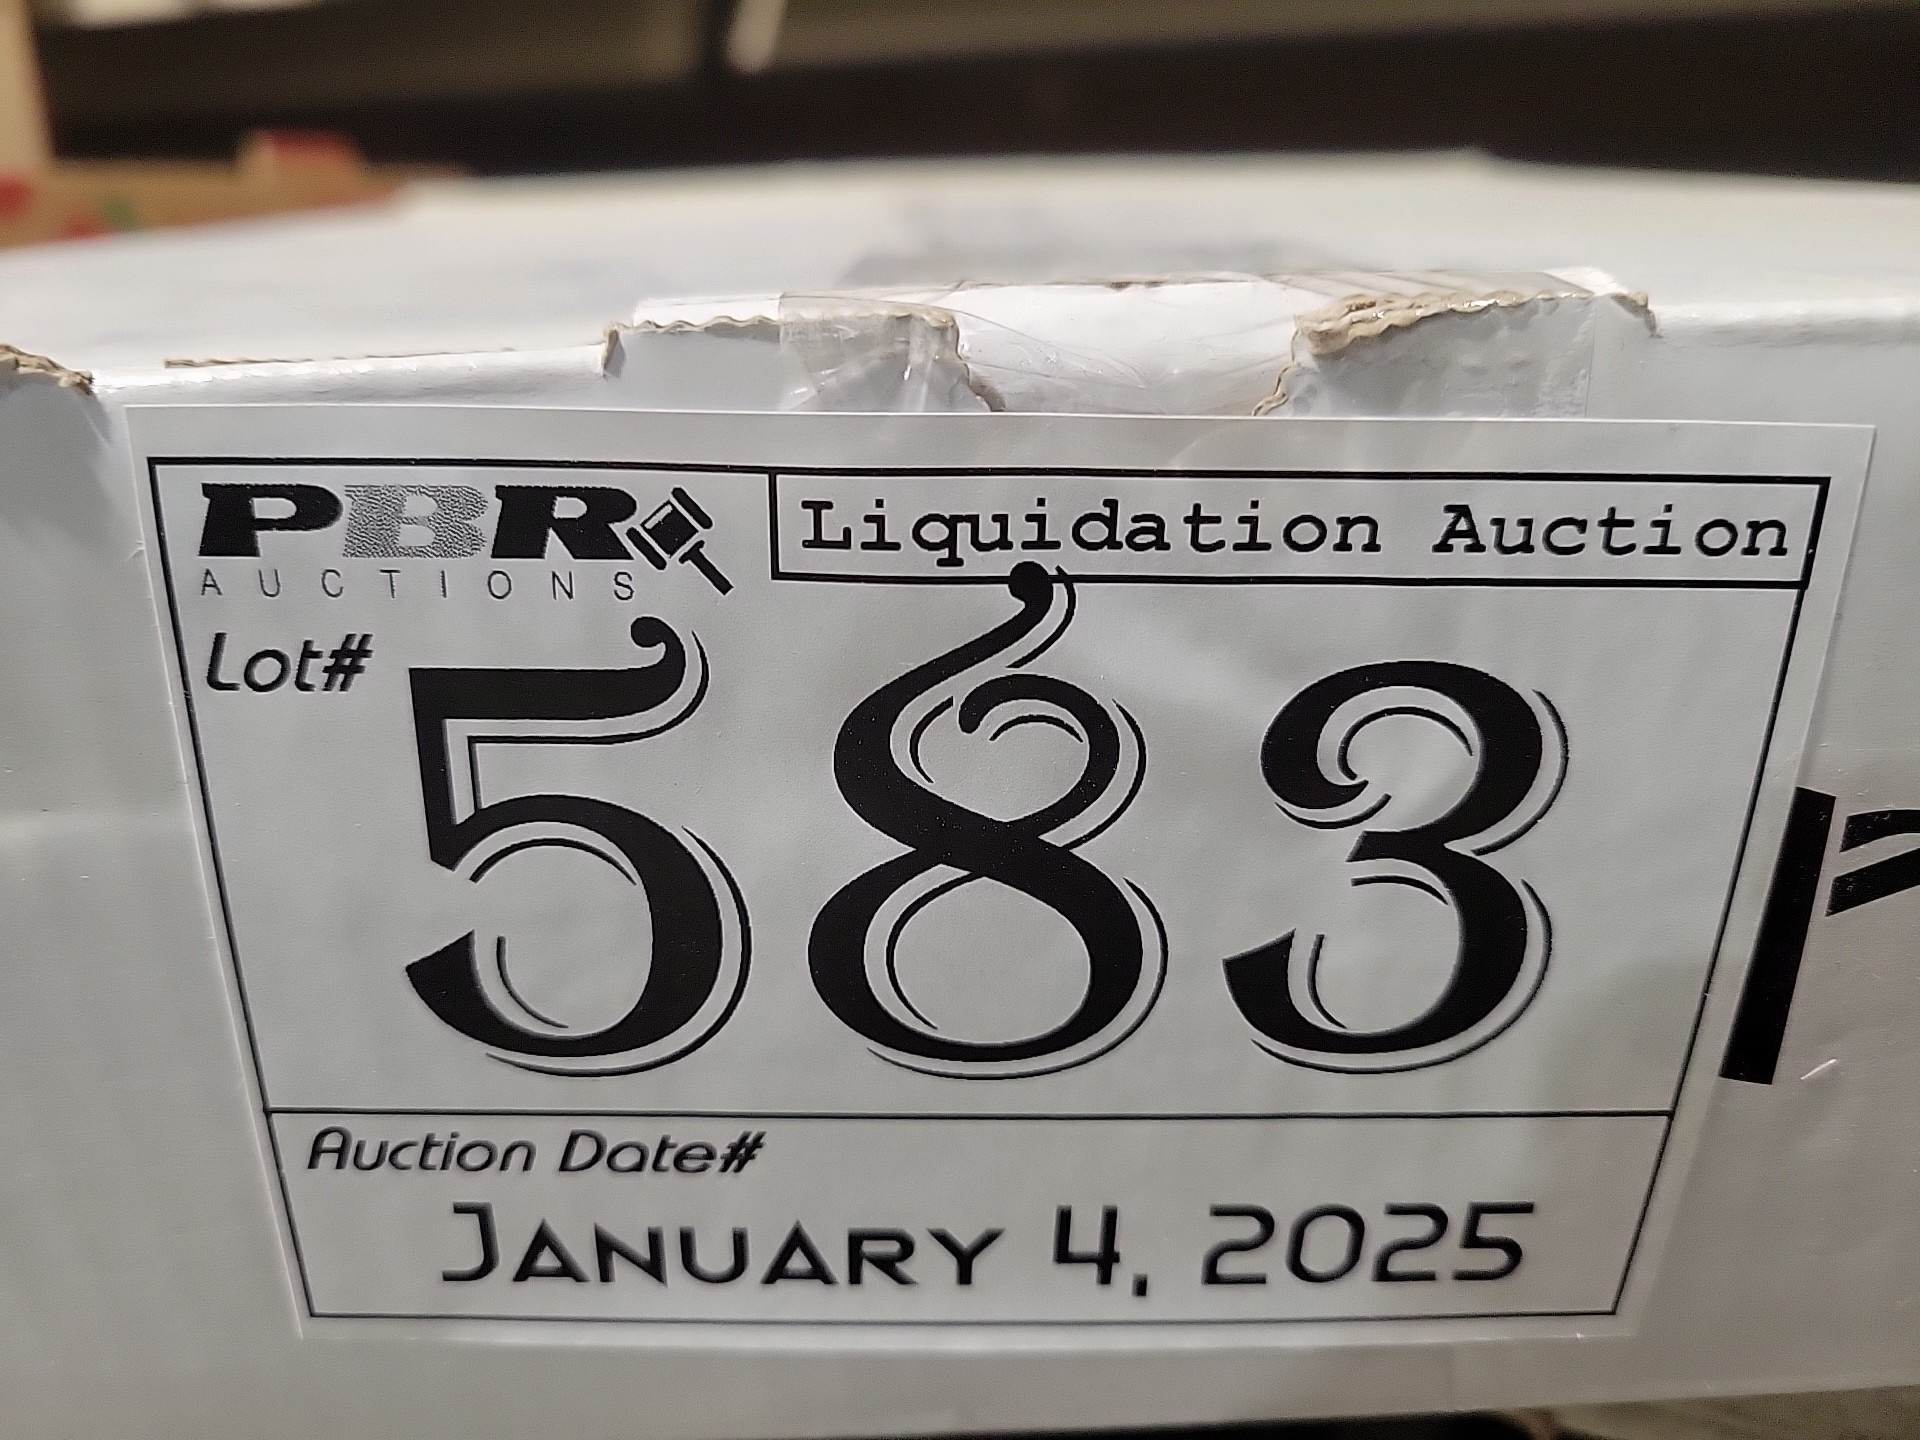 PBR
AUCTIONS
Liquidation Auction
Lot#
583
Auction Date#
January 4, 2025